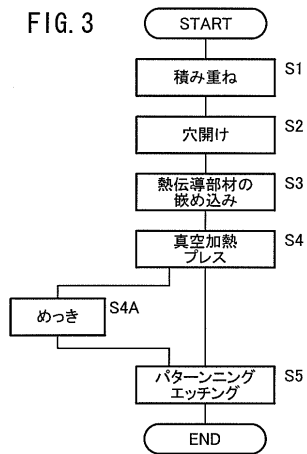 FIG. 3
START
積み重ね
S1
穴開け
S2
熱伝導部材の
嵌め込み
S3
真空加熱
プレス
S4
めっき
S4A
パターンニング
エッチング
S5
END